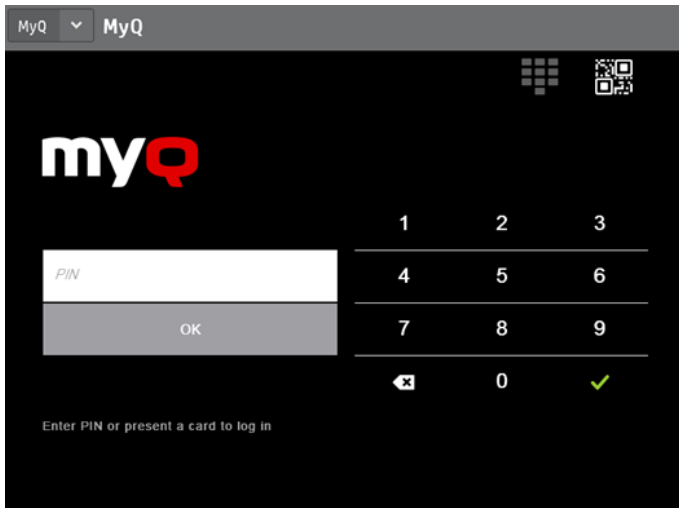 MyQ MyQ
myQ
1 2 3
PIN
4 5 6
OK
7 8 9
0
Enter PIN or present a card to log in